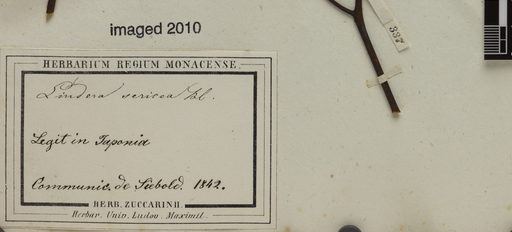 imaged 2010
337
HERBARIUM REGIUM MONACENSE.
Lindera sericea Bl.
Legit in Japonia
Communic. de Siebold. 1842.
HERB. ZUCCARINII.
Herbar. Univ. Ludov. Maximil.